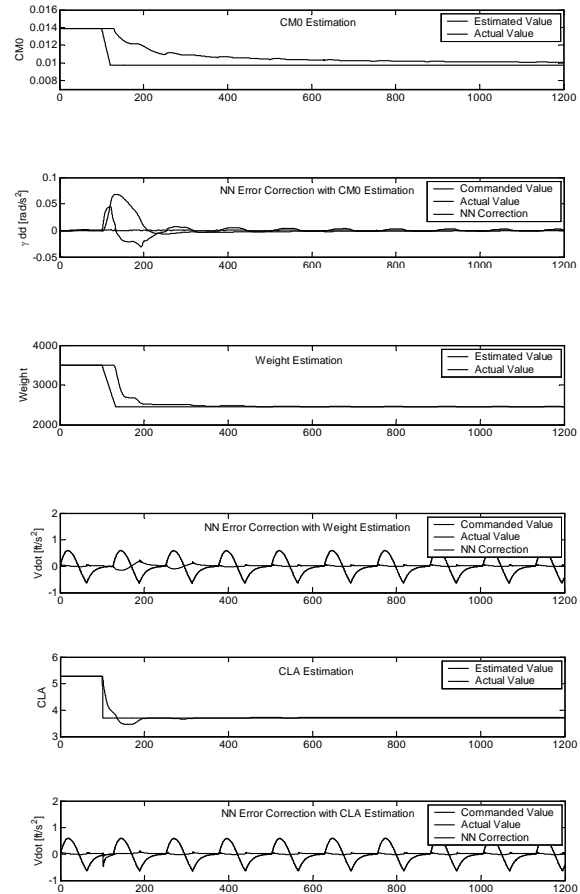 CM0 Estimation
Estimated Value
Actual Value
CM0
0.016
0.014
0.012
0.01
0.008
0 200 400 600 800 1000 1200
NN Error Correction with CM0 Estimation
Commanded Value
Actual Value
NN Correction
γ dd [rad/s²]
0.1
0.05
0
-0.05
0 200 400 600 800 1000 1200
Weight Estimation
Estimated Value
Actual Value
Weight
4000
3000
2000
0 200 400 600 800 1000 1200
NN Error Correction with Weight Estimation
Commanded Value
Actual Value
NN Correction
Vdot [ft/s²]
2
1
0
-1
0 200 400 600 800 1000 1200
CLA Estimation
Estimated Value
Actual Value
CLA
6
5
4
3
0 200 400 600 800 1000 1200
NN Error Correction with CLA Estimation
Commanded Value
Actual Value
NN Correction
Vdot [ft/s²]
2
1
0
-1
0 200 400 600 800 1000 1200